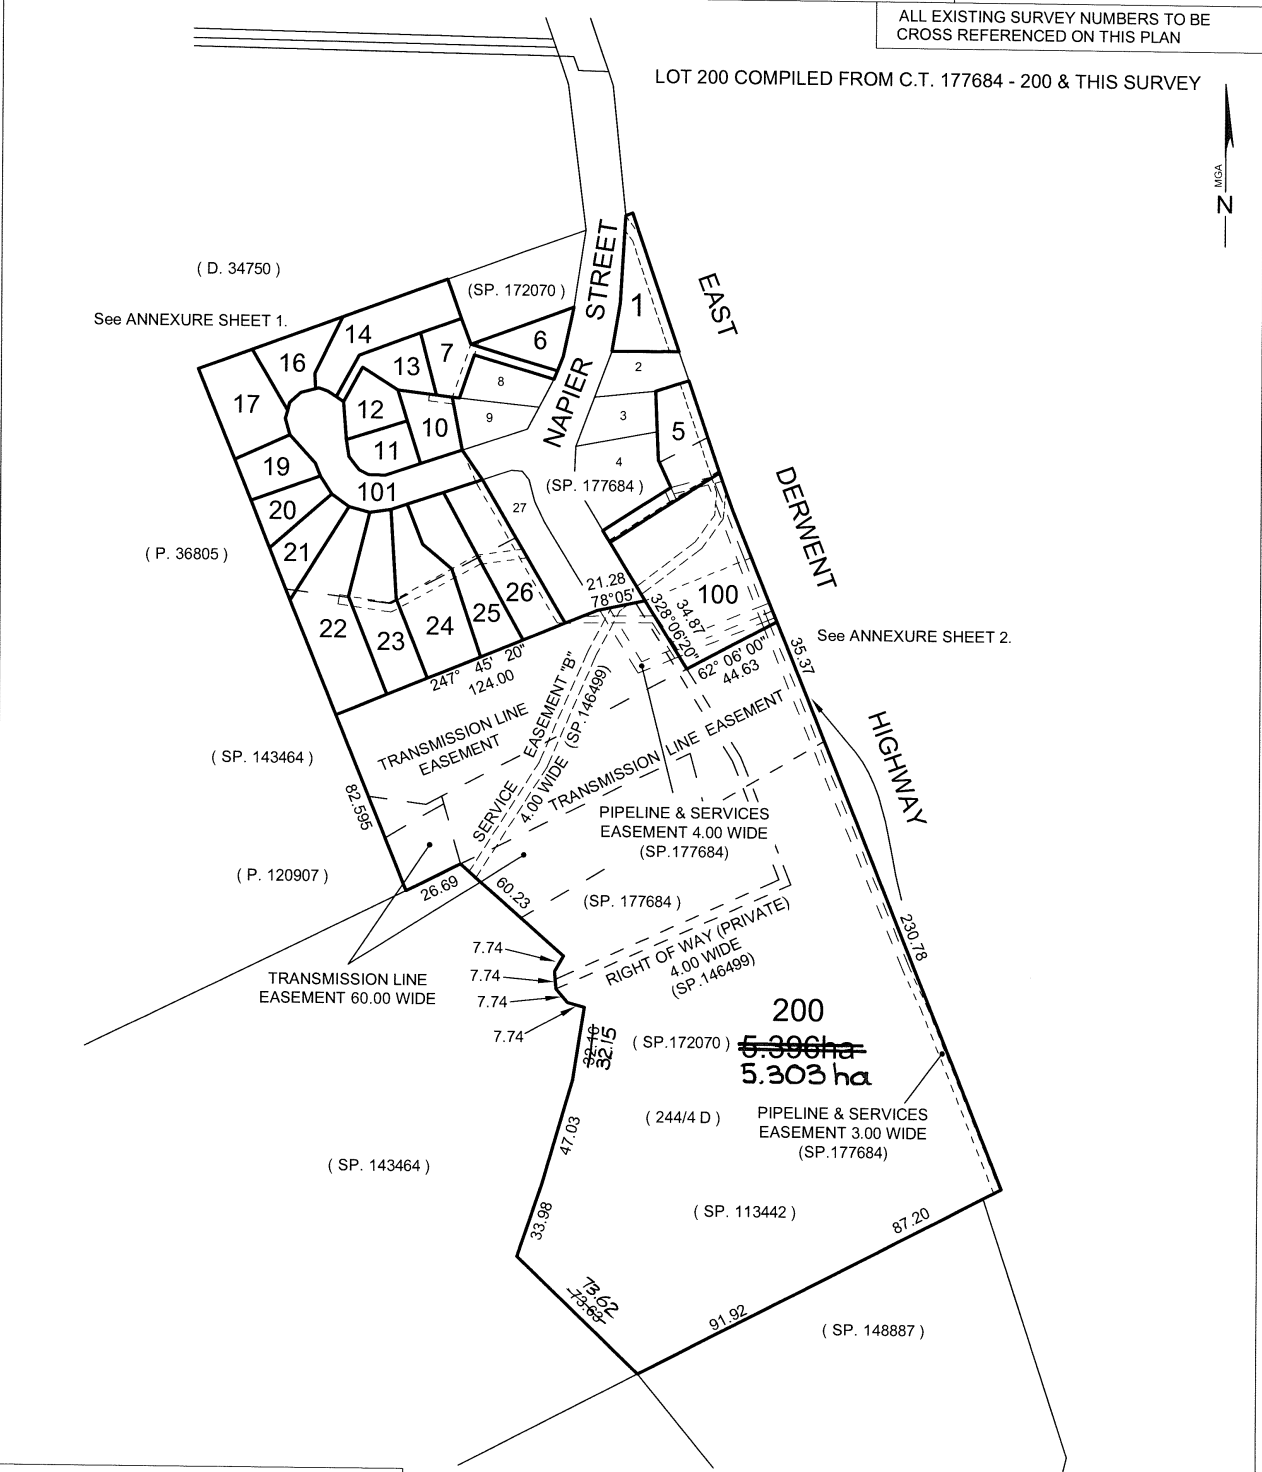 ALL EXISTING SURVEY NUMBERS TO BE
CROSS REFERENCED ON THIS PLAN
LOT 200 COMPILED FROM C.T. 177684 - 200 & THIS SURVEY
MGA
N
( D. 34750 )
See ANNEXURE SHEET 1.
(SP. 172070 )
NAPIER STREET
EAST DERWENT HIGHWAY
1
14
16
6
7
13
2
8
17
12
10
9
3
5
11
4
19
101
(SP. 177684 )
20
27
21
( P. 36805 )
21.28
78°05'
26
100
25
24
22
23
328°06'20"
34.87
See ANNEXURE SHEET 2.
62° 06' 00"
44.63
35.37
247° 45' 20"
124.00
TRANSMISSION LINE
EASEMENT
SERVICE EASEMENT "B"
4.00 WIDE (SP.146499)
TRANSMISSION LINE EASEMENT
( SP. 143464 )
82.595
PIPELINE & SERVICES
EASEMENT 4.00 WIDE
(SP.177684)
( P. 120907 )
26.69
60.23
(SP. 177684 )
230.78
RIGHT OF WAY (PRIVATE)
4.00 WIDE
(SP.146499)
7.74
7.74
7.74
7.74
TRANSMISSION LINE
EASEMENT 60.00 WIDE
200
32.16
32.15
( SP.172070 )
5.396ha
5.303 ha
( 244/4 D )
PIPELINE & SERVICES
EASEMENT 3.00 WIDE
(SP.177684)
47.03
( SP. 143464 )
33.98
( SP. 113442 )
87.20
73.62
73.63
91.92
( SP. 148887 )